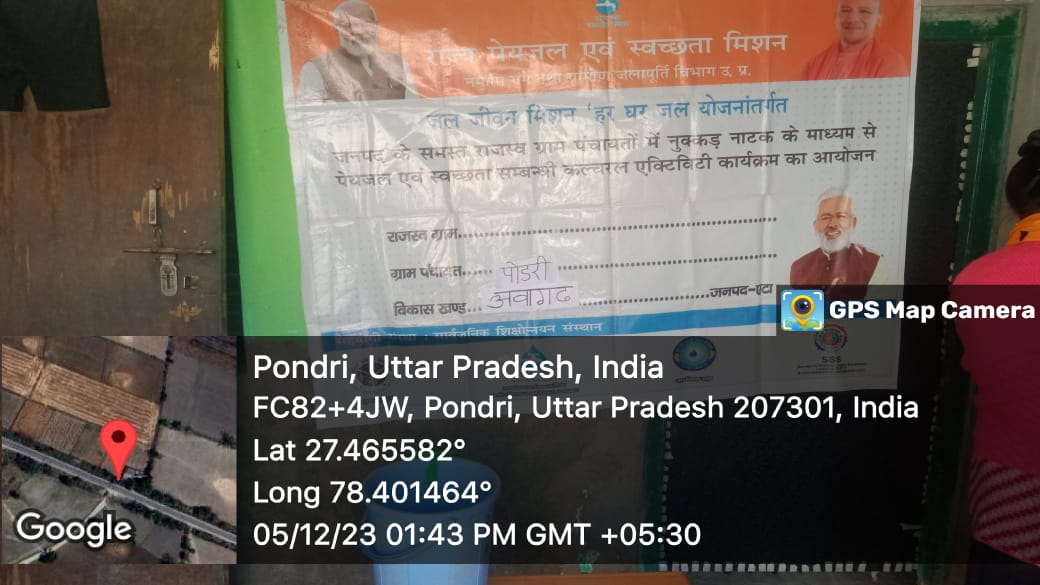 राज्य पेयजल एवं स्वच्छता मिशन
नमामि गंगे तथा ग्रामीण जलापूर्ति विभाग उ. प्र.
जल जीवन मिशन 'हर घर जल योजनांतर्गत
जनपद के समस्त राजस्व ग्राम पंचायतों में नुक्कड़ नाटक के माध्यम से
पेयजल एवं स्वच्छता सम्बन्धी कल्चरल एक्टिविटी कार्यक्रम का आयोजन
राजस्व ग्राम
ग्राम पंचायत...... पोडरी
विकास खण्ड... अवागढ जनपद-एटा
संस्था : सार्वजनिक शिक्षोन्नयन संस्थान
SSS
GPS Map Camera
Pondri, Uttar Pradesh, India
FC82+4JW, Pondri, Uttar Pradesh 207301, India
Lat 27.465582°
Long 78.401464°
05/12/23 01:43 PM GMT +05:30
Google